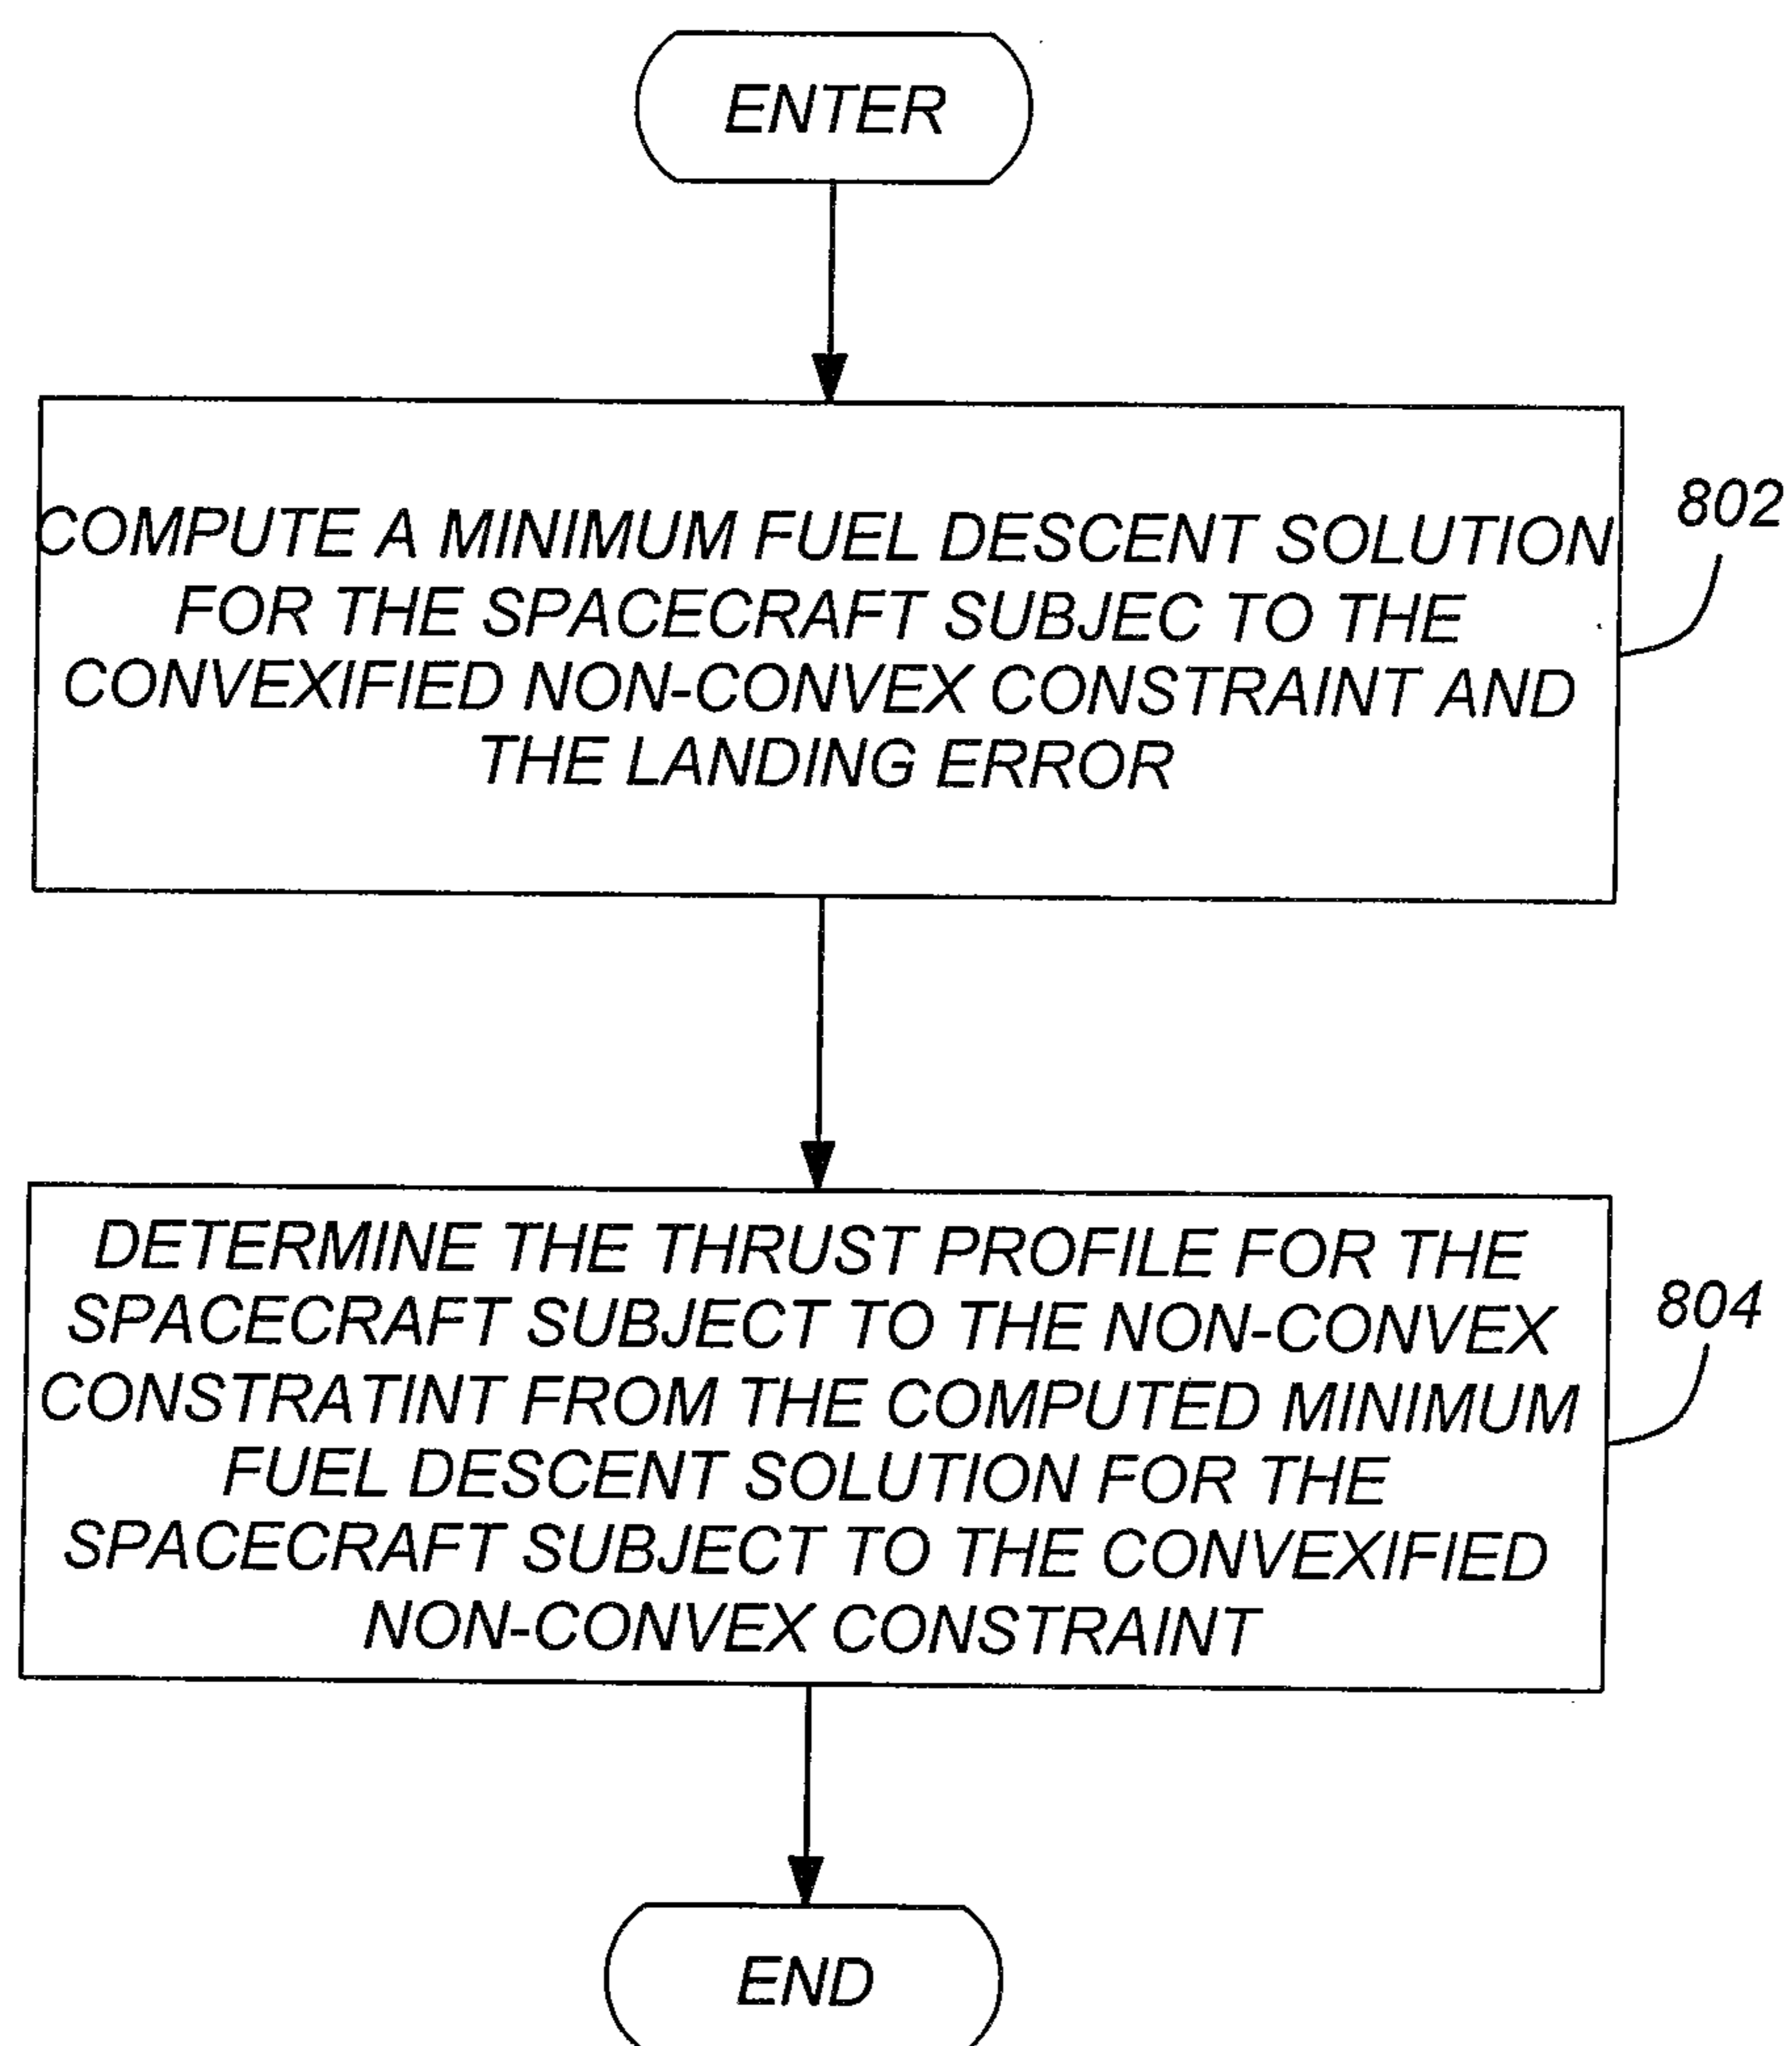 ENTER
COMPUTE A MINIMUM FUEL DESCENT SOLUTION
FOR THE SPACECRAFT SUBJEC TO THE
CONVEXIFIED NON-CONVEX CONSTRAINT AND
THE LANDING ERROR
802
DETERMINE THE THRUST PROFILE FOR THE
SPACECRAFT SUBJECT TO THE NON-CONVEX
CONSTRATINT FROM THE COMPUTED MINIMUM
FUEL DESCENT SOLUTION FOR THE
SPACECRAFT SUBJECT TO THE CONVEXIFIED
NON-CONVEX CONSTRAINT
804
END